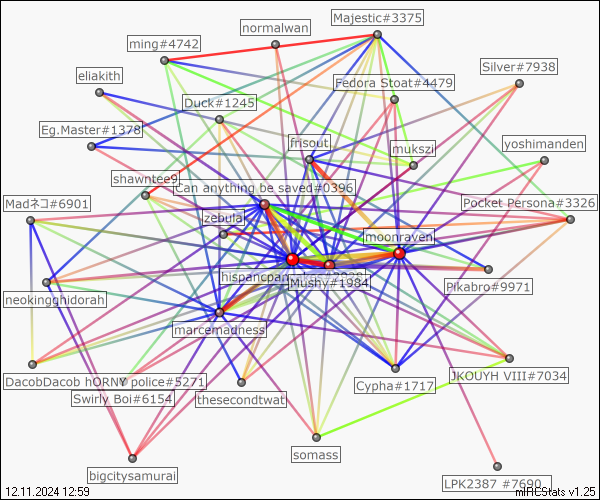 normalwan
Majestic#3375
ming#4742
eliakith
Silver#7938
Fedora Stoat#4479
Duck#1245
Eg.Master#1378
frisout
mukszi
yoshimanden
shawntee9
Can anything be saved#0396
Madネコ#6901
zebulai
Pocket Persona#3326
moonraven
Mushy#1984
Pikabro#9971
neokingghidorah
marcemadness
DacobDacob hORNY police#5271
Swirly Boi#6154
thesecondtwat
Cypha#1717
JKOUYH VIII#7034
somass
bigcitysamurai
LPK2387 #7690
12.11.2024 12:59
mIRCStats v1.25